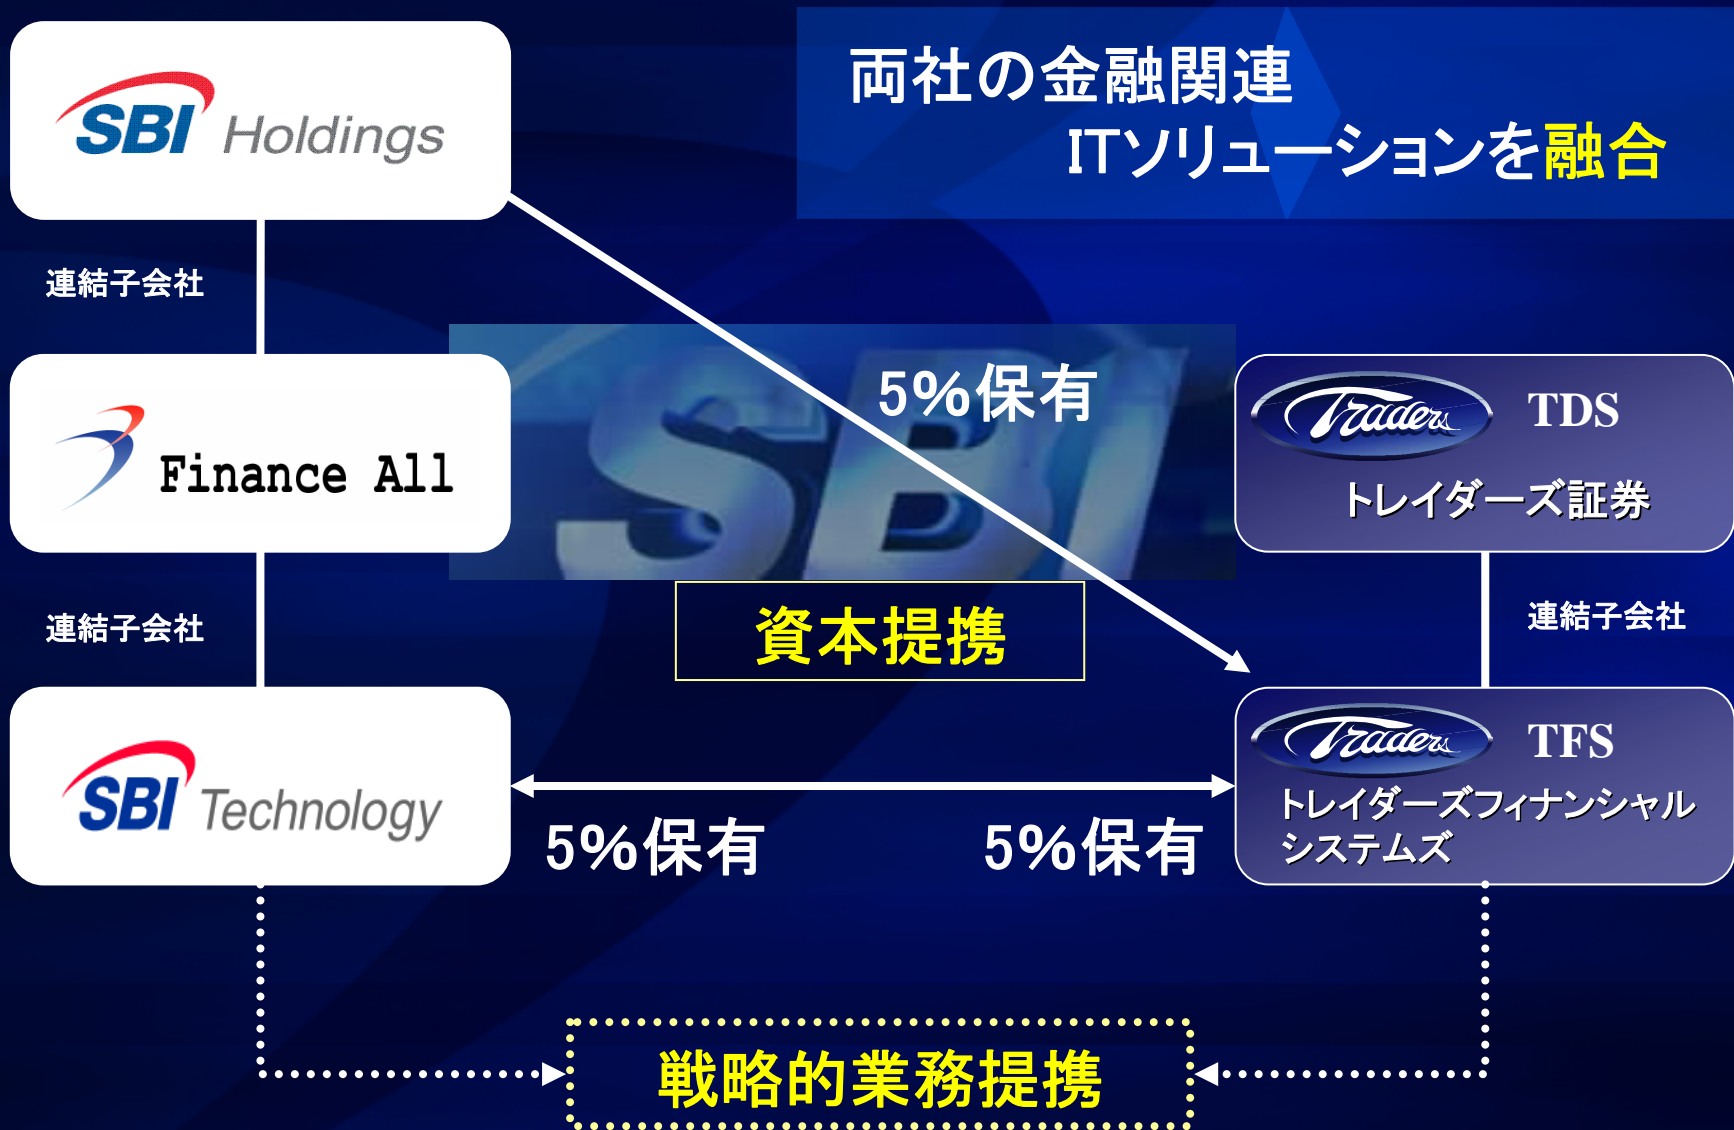 SBI Holdings
両社の金融関連
ITソリューションを融合
連結子会社
SBI
5%保有
Finance All
Traders TDS
トレイダーズ証券
連結子会社
資本提携
連結子会社
SBI Technology
Traders TFS
トレイダーズフィナンシャル
システムズ
5%保有
5%保有
戦略的業務提携